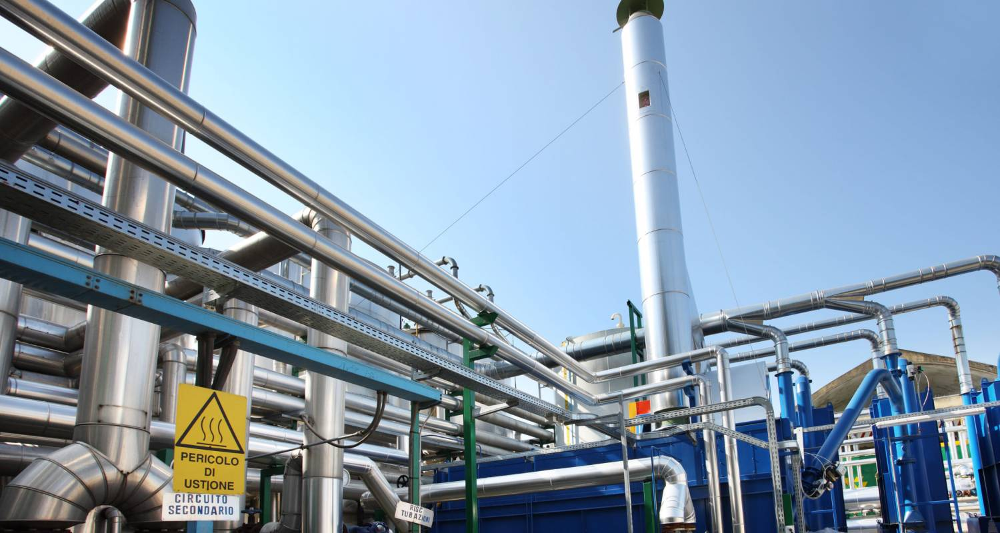 PERICOLO
DI
USTIONE
CIRCUITO
SECONDARIO
RISC
TUBAZIONI